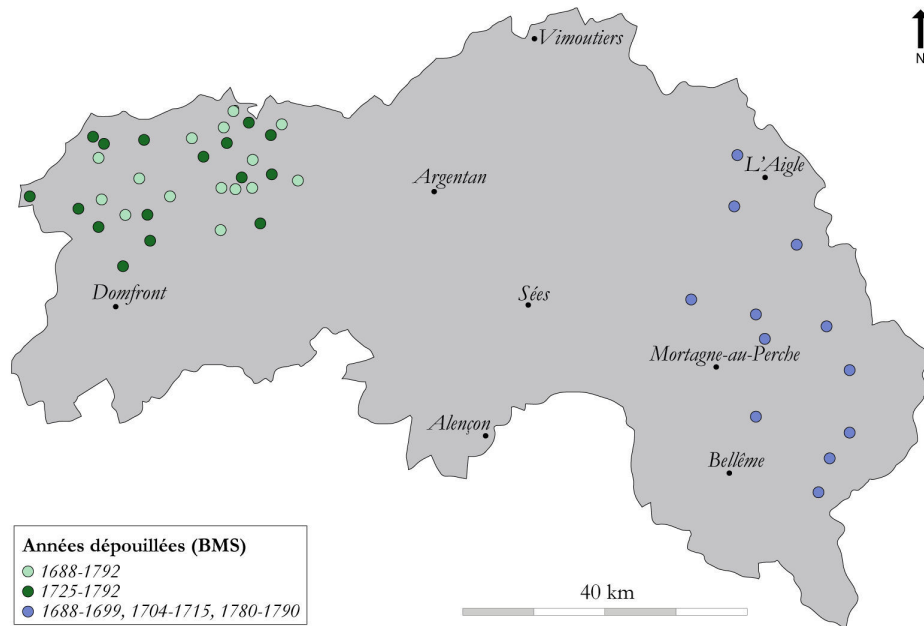 N
Vimoutiers
L'Aigle
Argentan
Domfront
Sées
Mortagne-au-Perche
Alençon
Bellême
Années dépouillées (BMS)
1688-1792
1725-1792
1688-1699, 1704-1715, 1780-1790
40 km